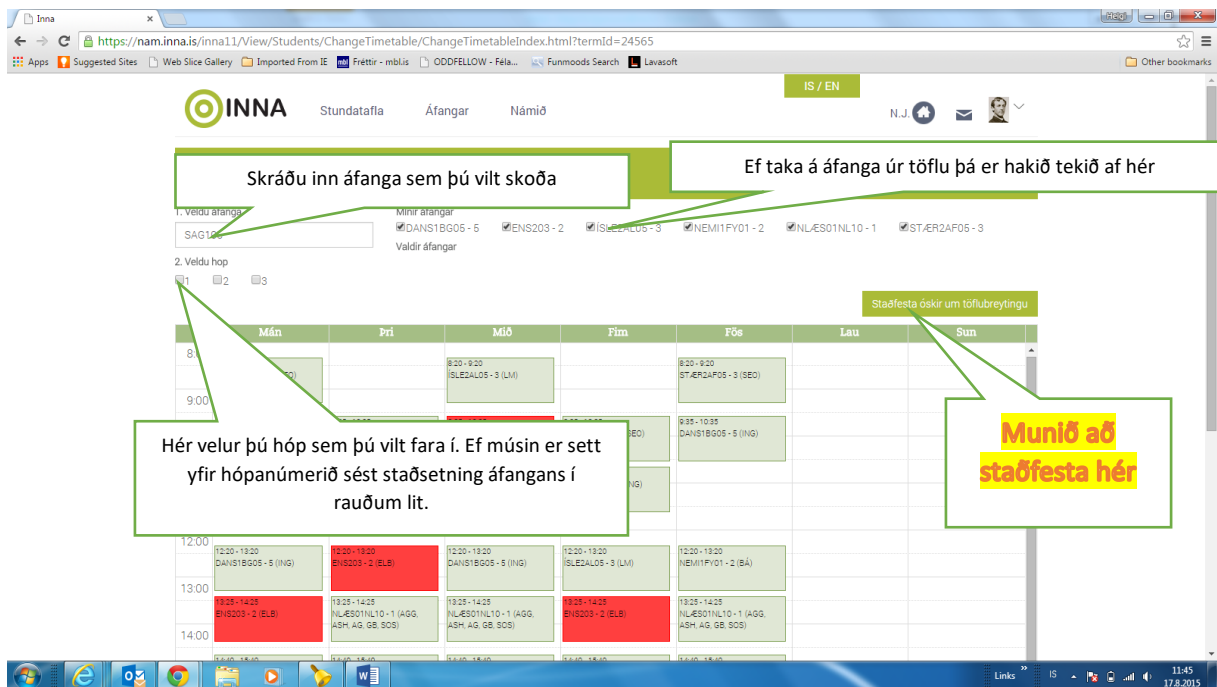 Inna
Helgi
https://nam.inna.is/inna11/View/Students/ChangeTimetable/ChangeTimetableIndex.html?termId=24565
Apps Suggested Sites Web Slice Gallery Imported From IE Fréttir - mbl.is ODDFELLOW - Féla... Funmoods Search Lavasoft Other bookmarks
IS / EN
INNA Stundatafla Áfangar Námið N.J.
Skráðu inn áfanga sem þú vilt skoða
Ef taka á áfanga úr töflu þá er hakið tekið af hér
1. Veldu áfanga
Mínir áfangar
DANS1BG05 - 5 ENS203 - 2 ÍSLE2AL05 - 3 NEMI1FY01 - 2 NLÆS01NL10 - 1 STÆR2AF05 - 3
Valdir áfangar
2. Veldu hop
1 2 3
Staðfesta óskir um töflubreytingu
Mán Þri Mið Fim Fös Lau Sun
8:20 - 9:20
ÍSLE2AL05 - 3 (LM)
8:20 - 9:20
STÆR2AF05 - 3 (SEO)
9:00
9:35 - 10:35
DANS1BG05 - 5 (ING)
Hér velur þú hóp sem þú vilt fara í. Ef músin er sett
yfir hópanúmerið sést staðsetning áfangans í
rauðum lit.
Munið að
staðfesta hér
12:00
12:20 - 13:20
DANS1BG05 - 5 (ING)
12:20 - 13:20
ENS203 - 2 (ELB)
12:20 - 13:20
DANS1BG05 - 5 (ING)
12:20 - 13:20
ÍSLE2AL05 - 3 (LM)
12:20 - 13:20
NEMI1FY01 - 2 (BÁ)
13:00
13:25 - 14:25
ENS203 - 2 (ELB)
13:25 - 14:25
NLÆS01NL10 - 1 (AGG,
ASH, AG, GB, SOS)
13:25 - 14:25
NLÆS01NL10 - 1 (AGG,
ASH, AG, GB, SOS)
13:25 - 14:25
ENS203 - 2 (ELB)
13:25 - 14:25
NLÆS01NL10 - 1 (AGG,
ASH, AG, GB, SOS)
14:00
Links IS 11:45
17.8.2015